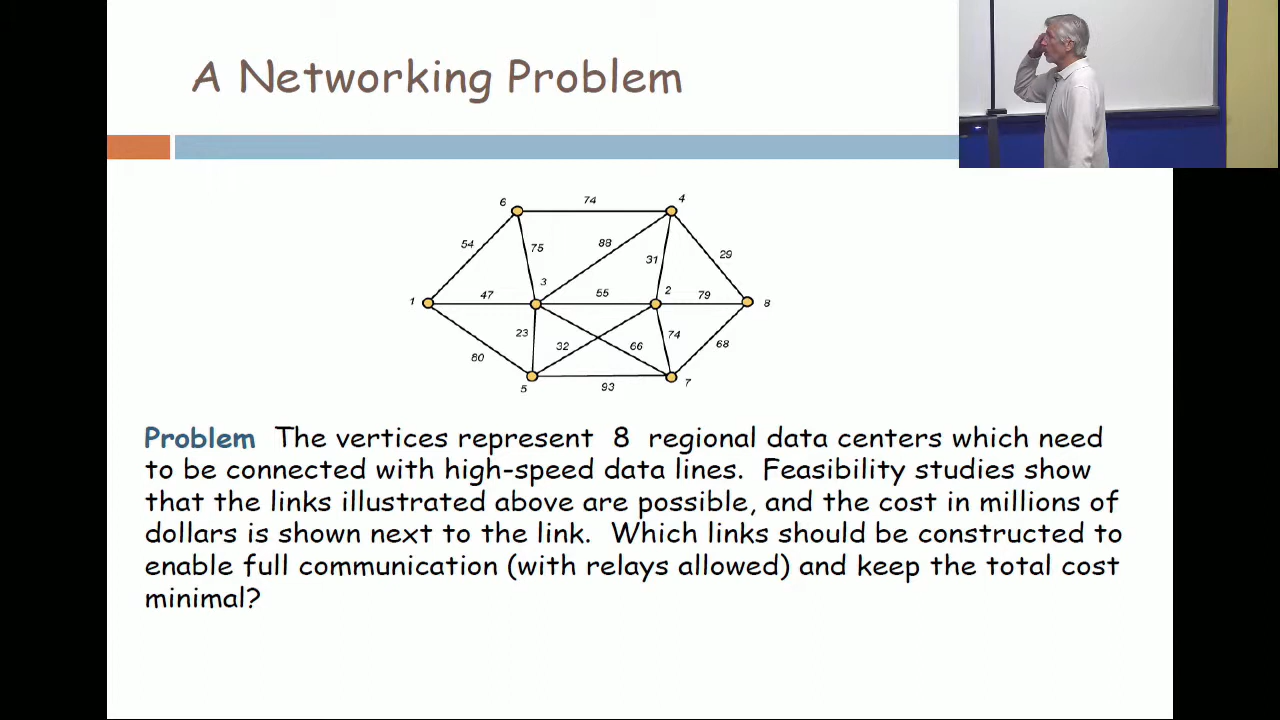 A Networking Problem
6 74 4
54 75 88 31 29
3 2
1 47 55 79 8
23 32 66 74
80 68
5 93 7
Problem The vertices represent 8 regional data centers which need
to be connected with high-speed data lines. Feasibility studies show
that the links illustrated above are possible, and the cost in millions of
dollars is shown next to the link. Which links should be constructed to
enable full communication (with relays allowed) and keep the total cost
minimal?